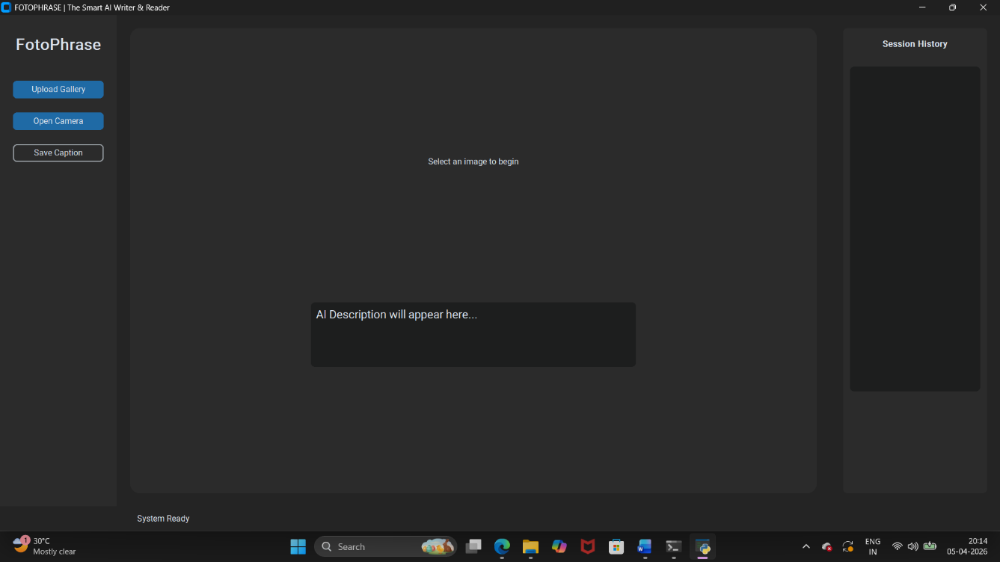 FOTOPHRASE | The Smart AI Writer & Reader
FotoPhrase
Upload Gallery
Open Camera
Save Caption
Select an image to begin
AI Description will appear here...
Session History
System Ready
1
30°C
Mostly clear
Search
W
ENG
IN
20:14
05-04-2026